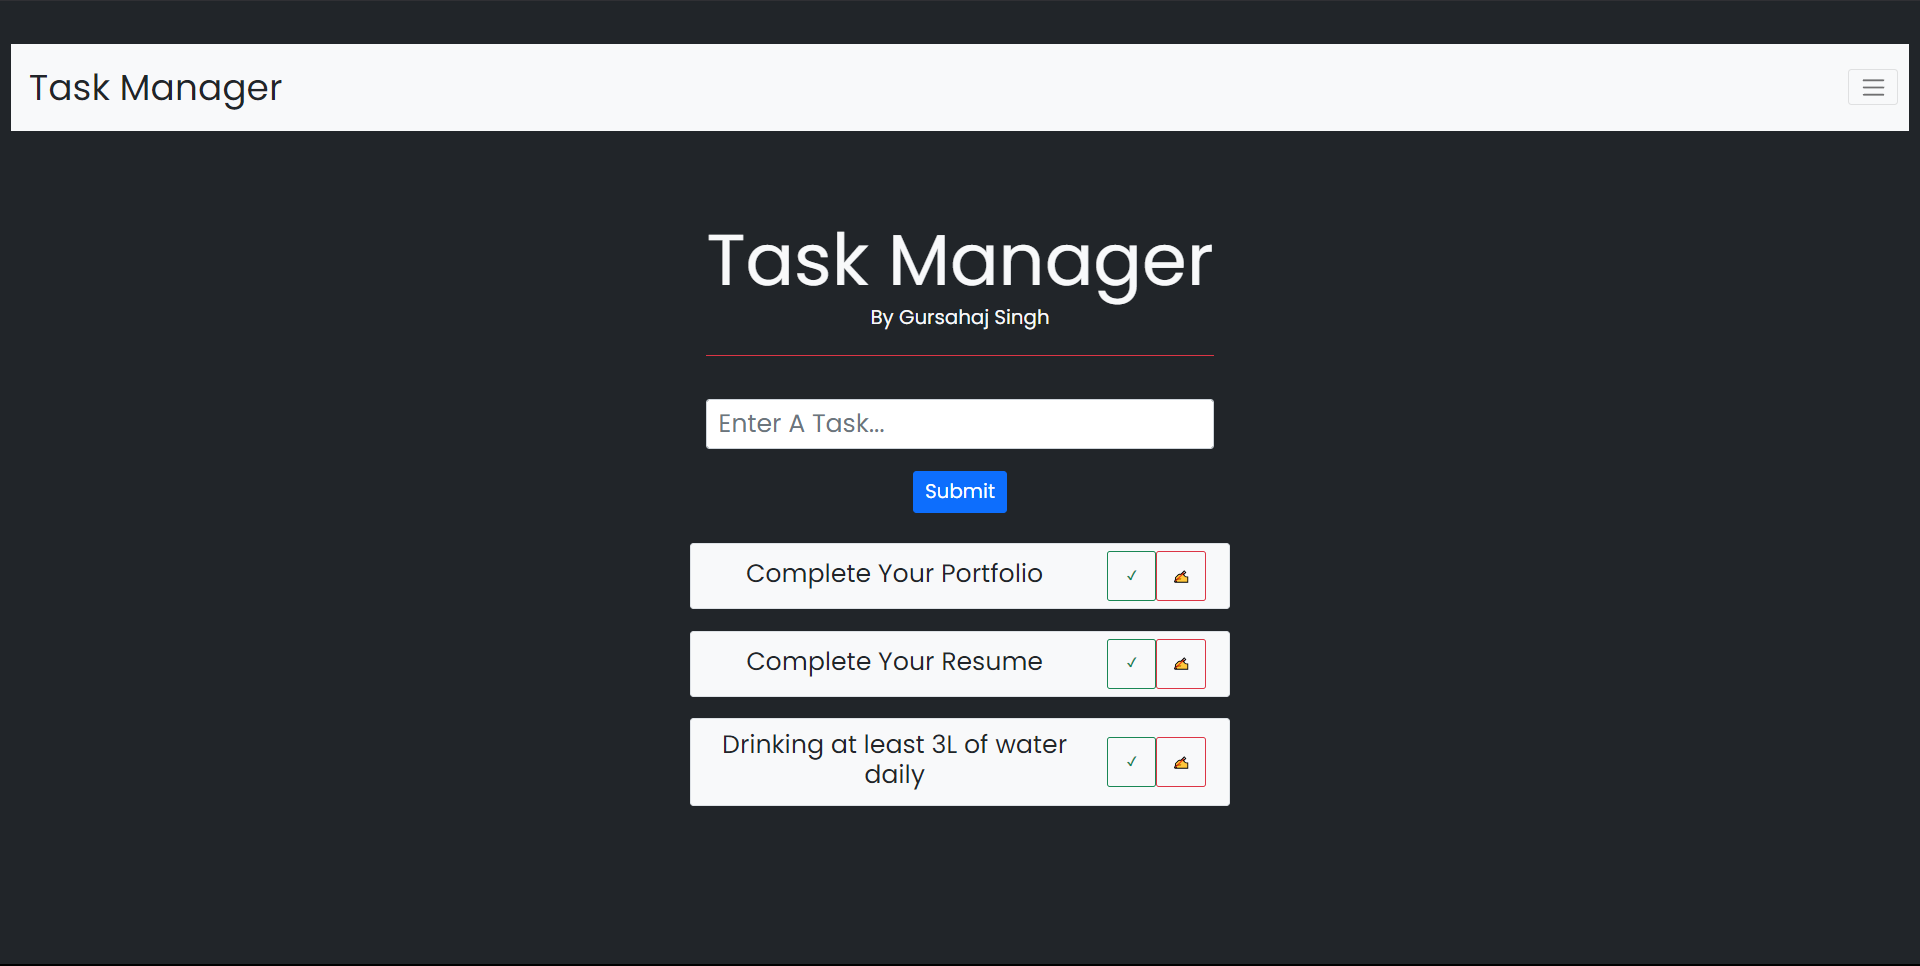 Task Manager
Task Manager
By Gursahaj Singh
Enter A Task...
Submit
Complete Your Portfolio
✓ ✍
Complete Your Resume
✓ ✍
Drinking at least 3L of water
daily
✓ ✍